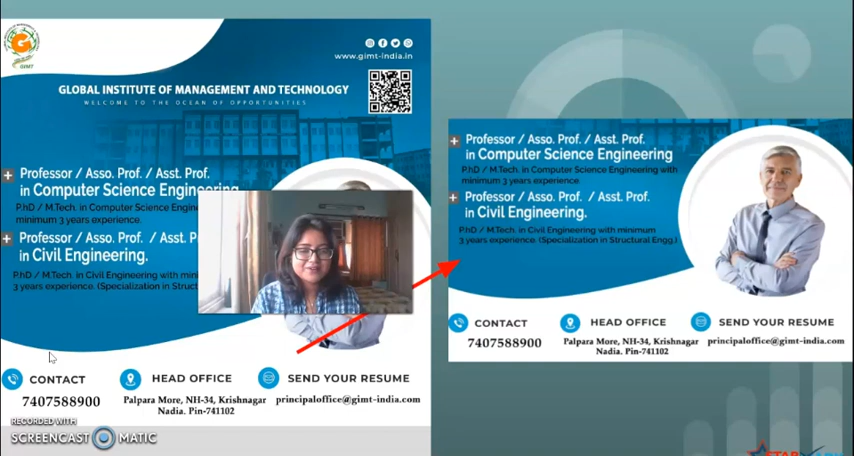 GIMT
www.gimt-india.in
GLOBAL INSTITUTE OF MANAGEMENT AND TECHNOLOGY
WELCOME TO THE OCEAN OF OPPORTUNITIES
Professor / Asso. Prof. / Asst. Prof.
in Computer Science Engineering
P.hD / M.Tech. in Computer Science
minimum 3 years experience.
Professor / Asso. Prof. / Asst.
in Civil Engineering.
P.hD / M.Tech. in Civil Engineering with
3 years experience. (Specialization in
CONTACT
7407588900
HEAD OFFICE
Palpara More, NH-34, Krishnagar
Nadia. Pin-741102
SEND YOUR RESUME
principaloffice@gimt-india.com
RECORDED WITH
SCREENCAST MATIC
Professor / Asso. Prof. / Asst. Prof.
in Computer Science Engineering
P.hD / M.Tech. in Computer Science Engineering with
minimum 3 years experience.
Professor / Asso. Prof. / Asst. Prof.
in Civil Engineering.
P.hD / M.Tech. in Civil Engineering with minimum
3 years experience. (Specialization in Structural Engg.)
CONTACT
7407588900
HEAD OFFICE
Palpara More, NH-34, Krishnagar
Nadia. Pin-741102
SEND YOUR RESUME
principaloffice@gimt-india.com